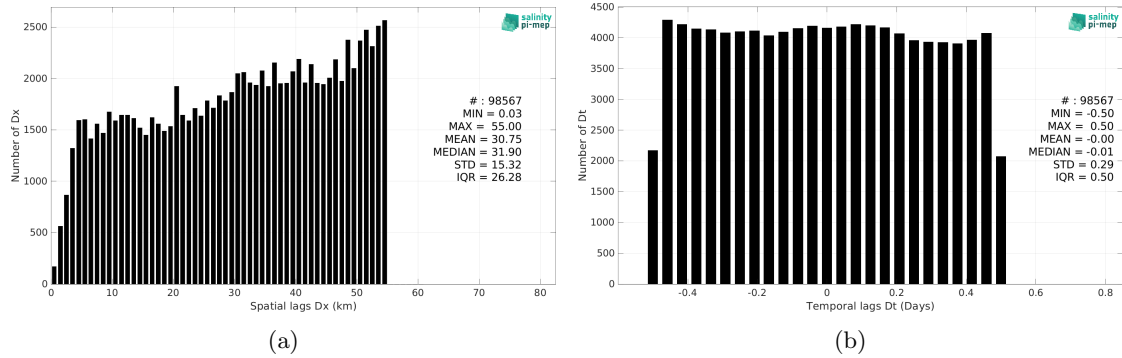 2500
2000
1500
1000
500
0
Number of Dx
0 10 20 30 40 50 60 70 80
Spatial lags Dx (km)
salinity
pi-mep
# : 98567
MIN = 0.03
MAX = 55.00
MEAN = 30.75
MEDIAN = 31.90
STD = 15.32
IQR = 26.28
(a)
4500
4000
3500
3000
2500
2000
1500
1000
500
0
Number of Dt
-0.4 -0.2 0 0.2 0.4 0.6 0.8
Temporal lags Dt (Days)
salinity
pi-mep
# : 98567
MIN = -0.50
MAX = 0.50
MEAN = -0.00
MEDIAN = -0.01
STD = 0.29
IQR = 0.50
(b)